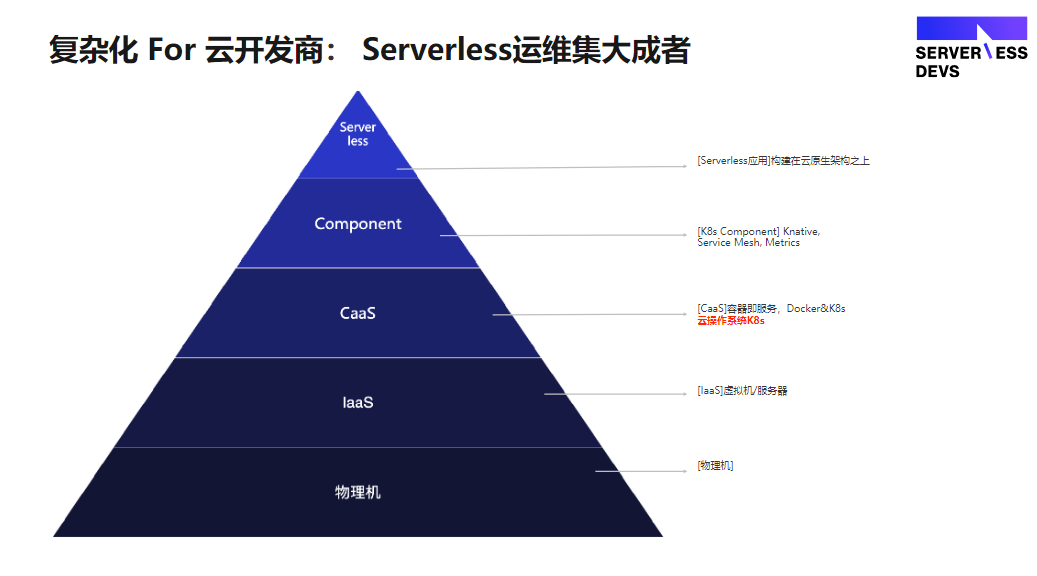 复杂化 For 云开发商： Serverless运维集大成者
SERVERLESS
DEVS
Server
less
[Serverless应用]构建在云原生架构之上
Component
[K8s Component] Knative,
Service Mesh, Metrics
CaaS
[CaaS]容器即服务，Docker&K8s
云操作系统K8s
IaaS
[IaaS]虚拟机/服务器
物理机
[物理机]